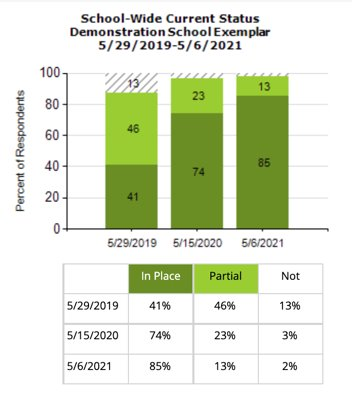 School-Wide Current Status
Demonstration School Exemplar
5/29/2019-5/6/2021
Percent of Respondents
100
80
60
40
20
0
13
46
41
23
74
13
85
5/29/2019 5/15/2020 5/6/2021
In Place Partial Not
5/29/2019 41% 46% 13%
5/15/2020 74% 23% 3%
5/6/2021 85% 13% 2%